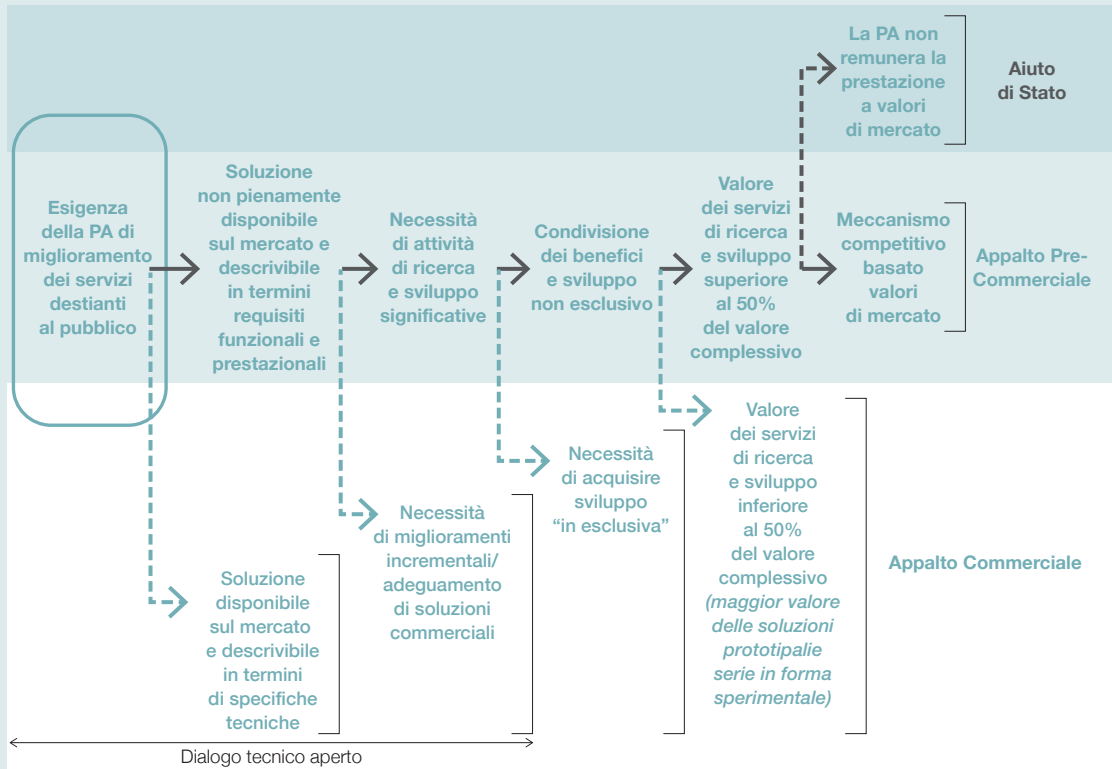 La PA non
remunera la
prestazione
a valori
di mercato
Aiuto
di Stato
Esigenza
della PA di
miglioramento
dei servizi
destianti
al pubblico
Soluzione
non pienamente
disponibile
sul mercato e
descrivibile
in termini
requisiti
funzionali e
prestazionali
Necessità
di attività
di ricerca
e sviluppo
significative
Condivisione
dei benefici
e sviluppo
non esclusivo
Valore
dei servizi
di ricerca
e sviluppo
superiore
al 50%
del valore
complessivo
Meccanismo
competitivo
basato
valori
di mercato
Appalto Pre-
Commerciale
Soluzione
disponibile
sul mercato
e descrivibile
in termini
di specifiche
tecniche
Necessità
di miglioramenti
incrementali/
adeguamento
di soluzioni
commerciali
Necessità
di acquisire
sviluppo
“in esclusiva”
Valore
dei servizi
di ricerca
e sviluppo
inferiore
al 50%
del valore
complessivo
(maggior valore
delle soluzioni
prototipalie
serie in forma
sperimentale)
Appalto Commerciale
Dialogo tecnico aperto